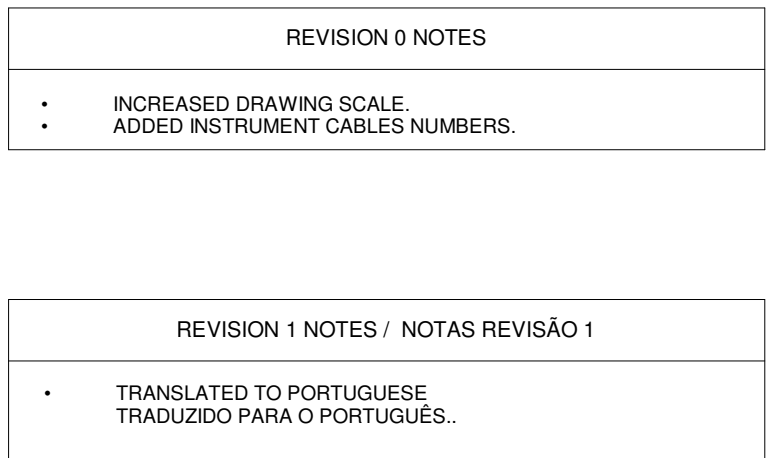 REVISION 0 NOTES
• INCREASED DRAWING SCALE.
• ADDED INSTRUMENT CABLES NUMBERS.
REVISION 1 NOTES / NOTAS REVISÃO 1
• TRANSLATED TO PORTUGUESE
TRADUZIDO PARA O PORTUGUÊS..